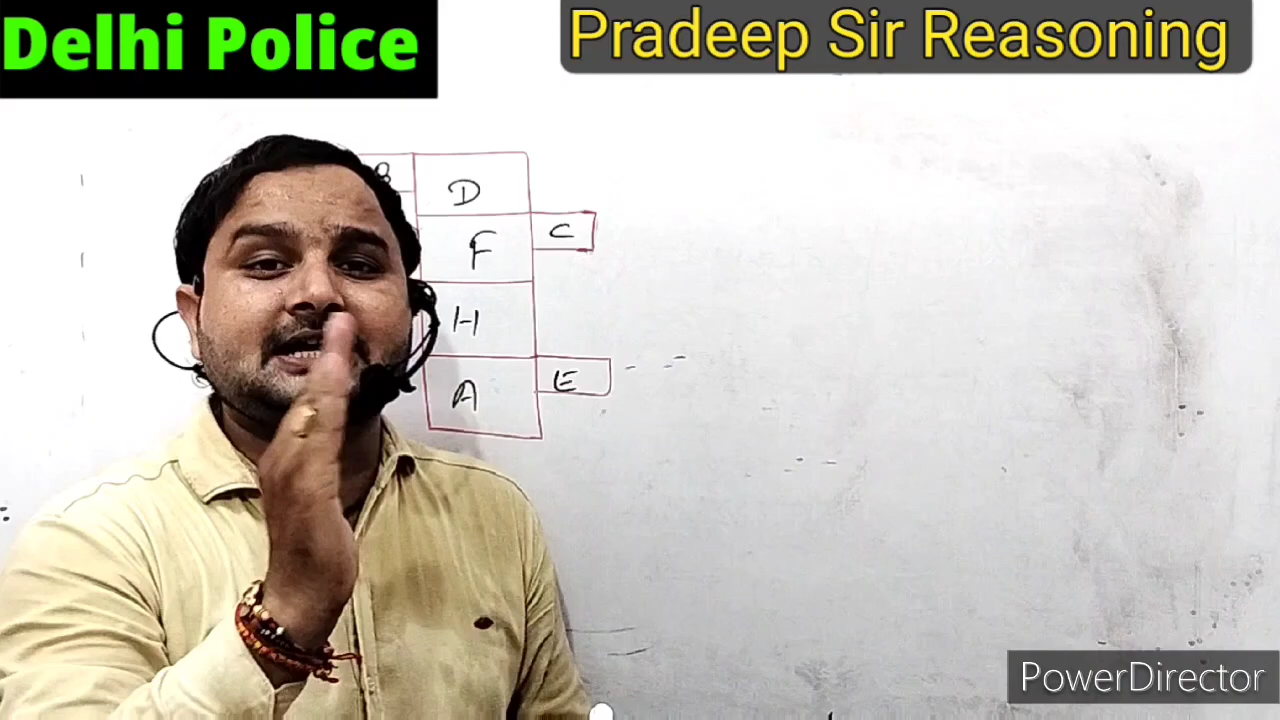 Delhi Police
Pradeep Sir Reasoning
B
D
F
C
H
A
E
PowerDirector